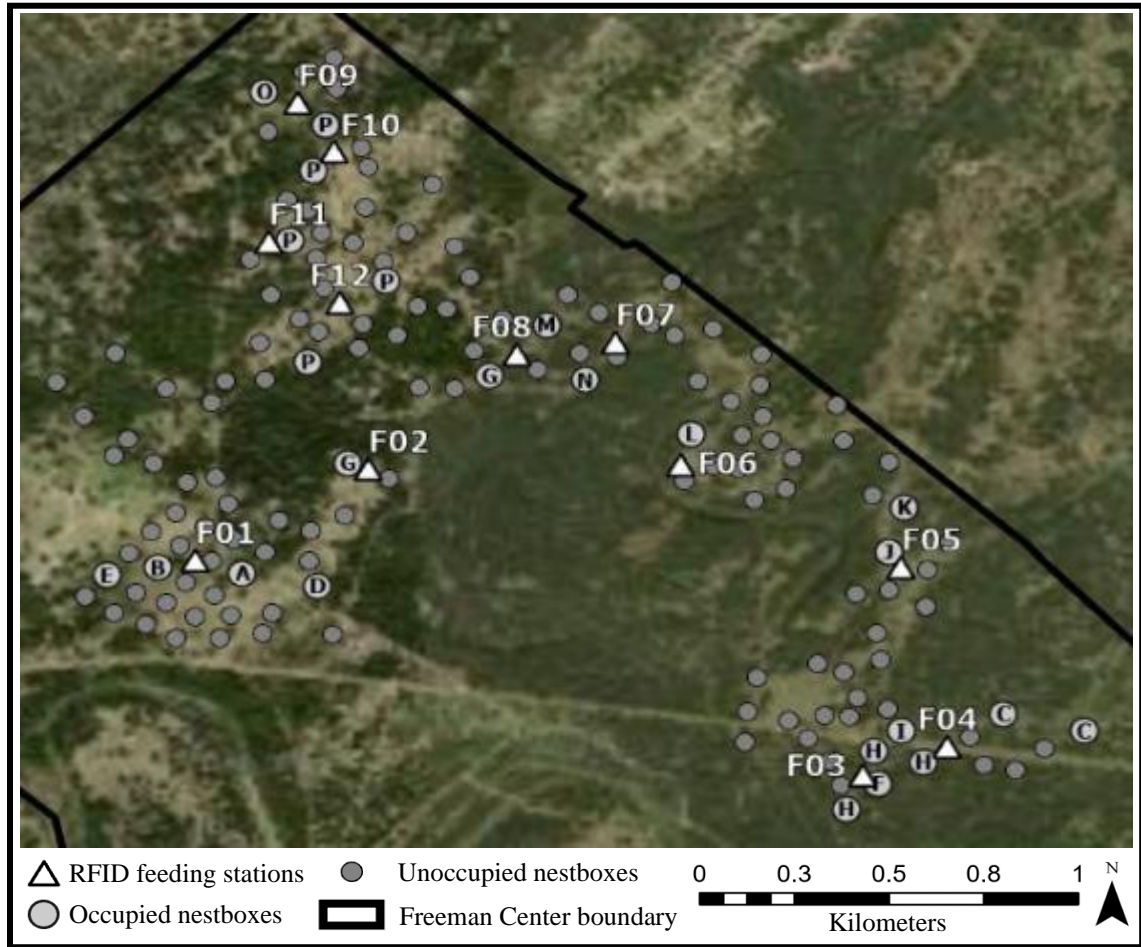 F09
O
P F10
P
F11
P
F12 P
M
F08 F07
P G N
L
G F02 F06
K
F01 J F05
E B A D
F04 C C
I
H
F03 H
F
H
RFID feeding stations Unoccupied nestboxes 0 0.3 0.5 0.8 1 N
Occupied nestboxes Freeman Center boundary Kilometers